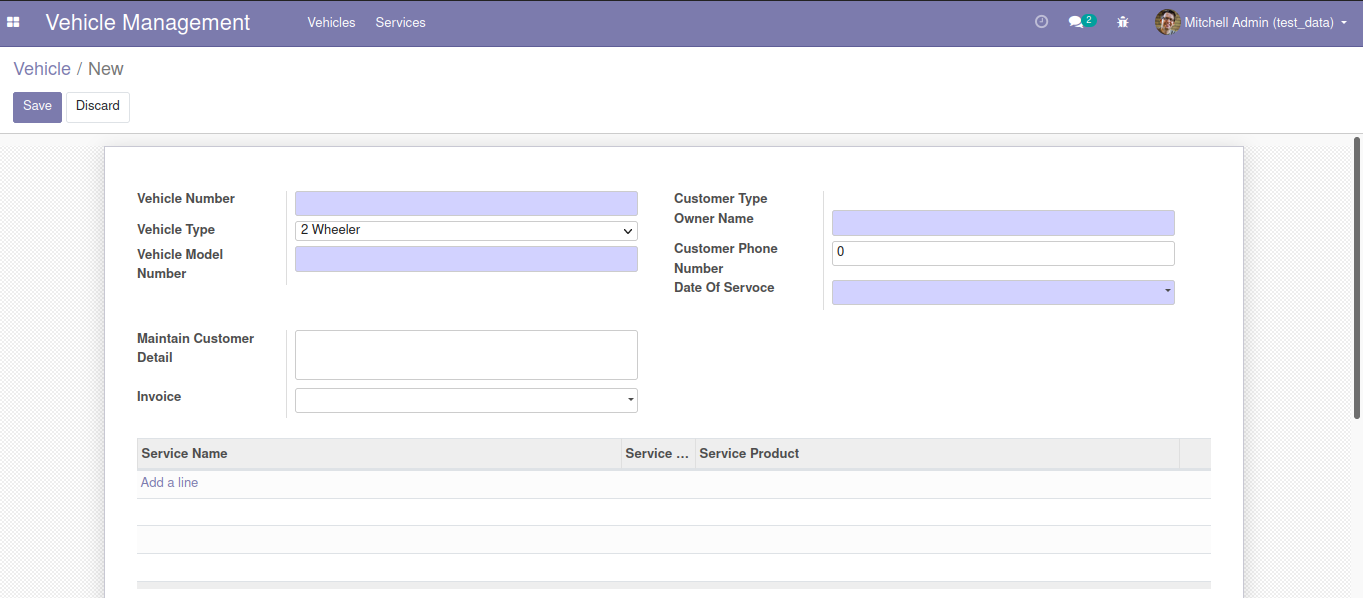 Vehicle Management Vehicles Services 2 Mitchell Admin (test_data)
Vehicle / New
Save Discard
Vehicle Number
Vehicle Type 2 Wheeler
Vehicle Model
Number
Customer Type
Owner Name
Customer Phone
Number 0
Date Of Servoce
Maintain Customer
Detail
Invoice
Service Name Service ... Service Product
Add a line